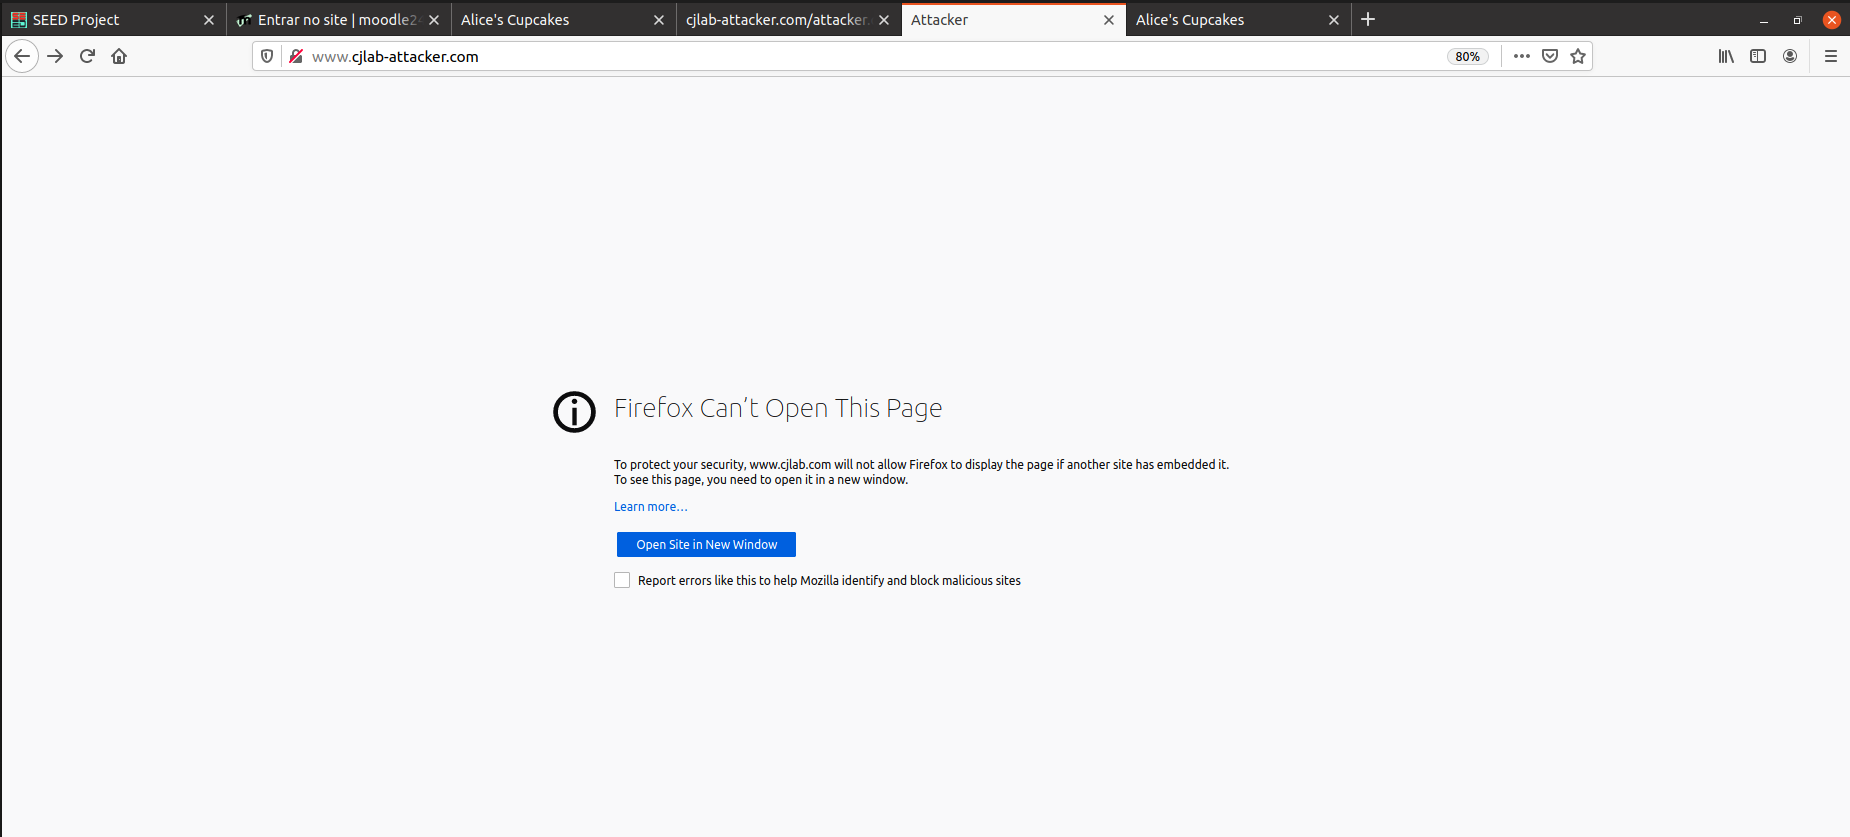 SEED Project
Entrar no site | moodle2
Alice's Cupcakes
cjlab-attacker.com/attacker.
Attacker
Alice's Cupcakes
www.cjlab-attacker.com
80%
Firefox Can’t Open This Page
To protect your security, www.cjlab.com will not allow Firefox to display the page if another site has embedded it.
To see this page, you need to open it in a new window.
Learn more…
Open Site in New Window
Report errors like this to help Mozilla identify and block malicious sites